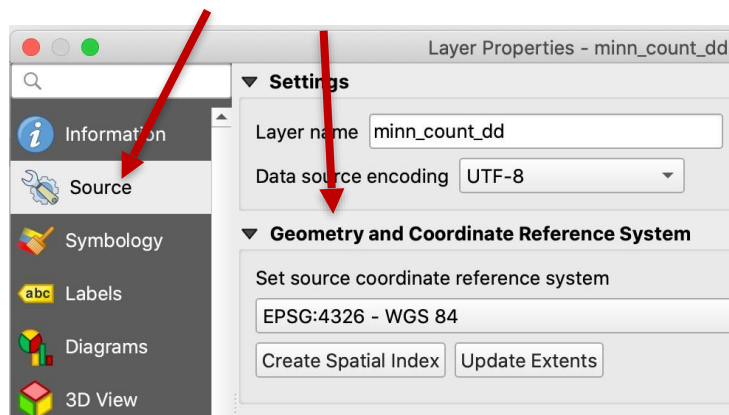 Layer Properties - minn_count_dd
Information
Source
Symbology
abc Labels
Diagrams
3D View
Settings
Layer name minn_count_dd
Data source encoding UTF-8
Geometry and Coordinate Reference System
Set source coordinate reference system
EPSG:4326 - WGS 84
Create Spatial Index Update Extents